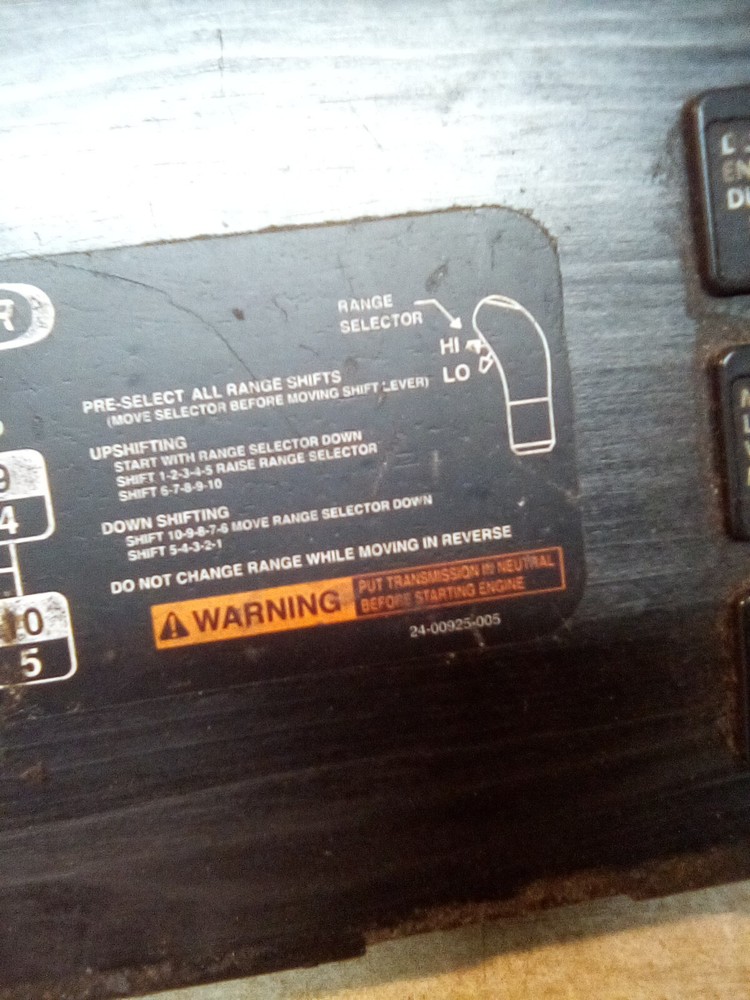 R
RANGE
SELECTOR
HI
LO
PRE-SELECT ALL RANGE SHIFTS
(MOVE SELECTOR BEFORE MOVING SHIFT LEVER)
UPSHIFTING
START WITH RANGE SELECTOR DOWN
SHIFT 1-2-3-4-5 RAISE RANGE SELECTOR
SHIFT 6-7-8-9-10
DOWN SHIFTING
SHIFT 10-9-8-7-6 MOVE RANGE SELECTOR DOWN
SHIFT 5-4-3-2-1
DO NOT CHANGE RANGE WHILE MOVING IN REVERSE
WARNING
PUT TRANSMISSION IN NEUTRAL
BEFORE STARTING ENGINE
24-00925-005
9
4
10
5
EN
DI